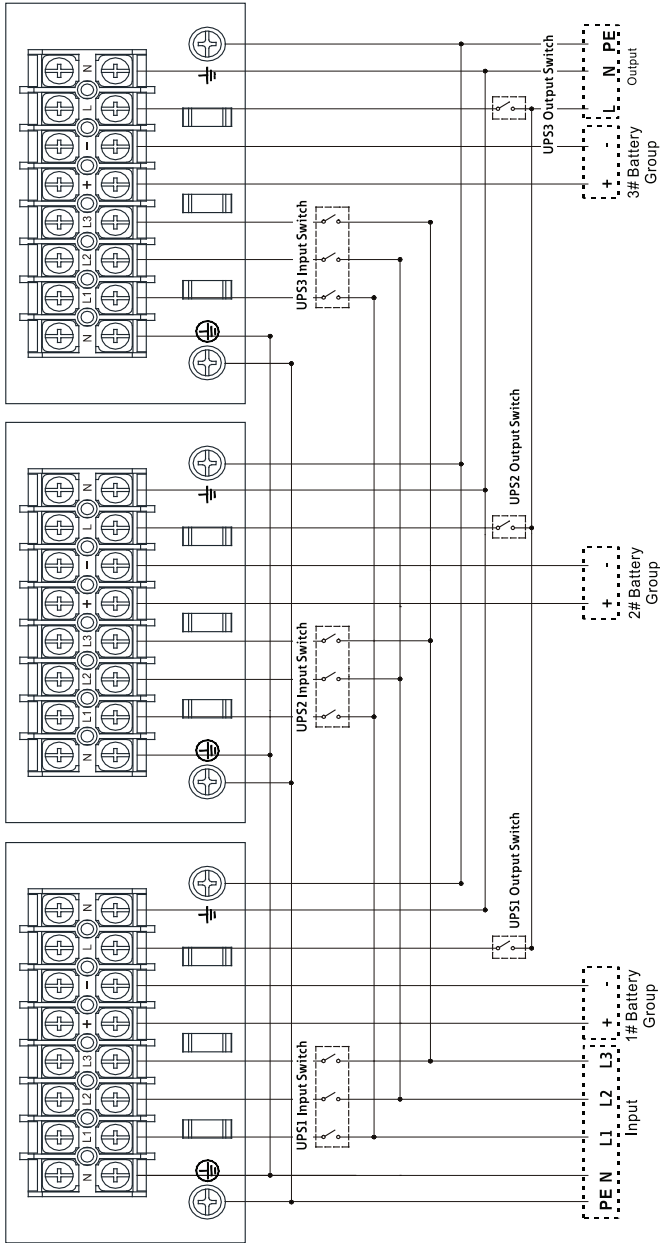 N L1 L2 L3 + - L N
N L1 L2 L3 + - L N
N L1 L2 L3 + - L N
UPS1 Input Switch
UPS2 Input Switch
UPS3 Input Switch
UPS1 Output Switch
UPS2 Output Switch
UPS3 Output Switch
PE N L1 L2 L3
Input
+ -
1# Battery
Group
+ -
2# Battery
Group
+ -
3# Battery
Group
L N PE
Output